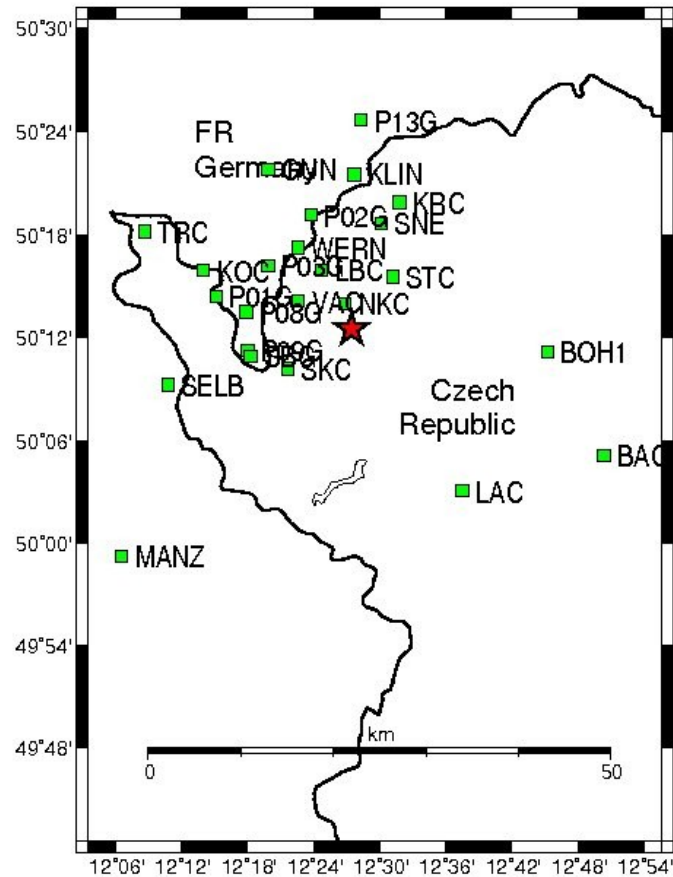 50°30'
50°24'
P13G
FR
Germany
GUN
KLIN
KBC
P02G
SNE
50°18'
TRC
WERN
P03G
LBC
KOC
STC
P01G
VAC
NKC
P08G
50°12'
P09G
BOH1
SKC
SELB
Czech
Republic
50°06'
BAC
LAC
50°00'
MANZ
49°54'
49°48'
km
0
50
12°06'
12°12'
12°18'
12°24'
12°30'
12°36'
12°42'
12°48'
12°54'